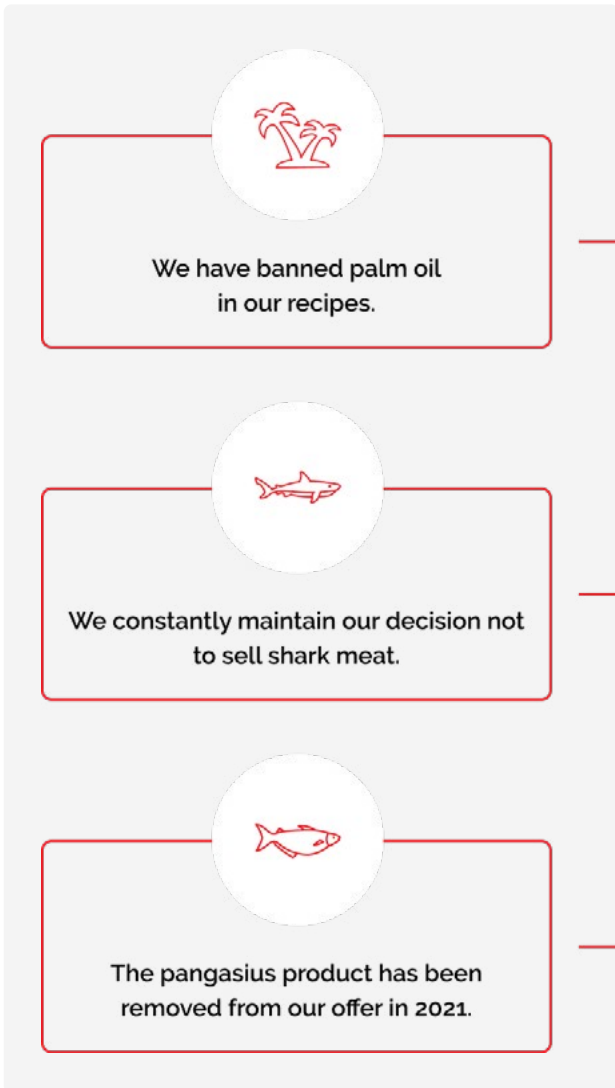 We have banned palm oil
in our recipes.
We constantly maintain our decision not
to sell shark meat.
The pangasius product has been
removed from our offer in 2021.